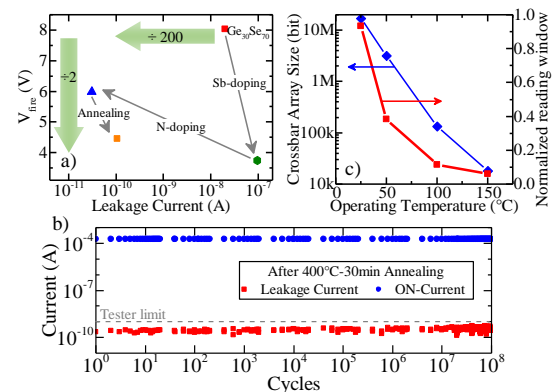 ÷ 200
Ge30Se70
÷2
Sb-doping
Annealing
N-doping
a)
8
7
6
5
4
V_fire (V)
10^-11 10^-10 10^-9 10^-8 10^-7
Leakage Current (A)
Crossbar Array Size (bit)
10M
1M
100k
10k
c)
1.0
0.8
0.6
0.4
0.2
0.0
Normalized reading window
0 50 100 150
Operating Temperature (°C)
b)
Current (A)
10^-4
10^-7
10^-10
After 400°C-30min Annealing
Leakage Current ON-Current
Tester limit
10^0 10^1 10^2 10^3 10^4 10^5 10^6 10^7 10^8
Cycles